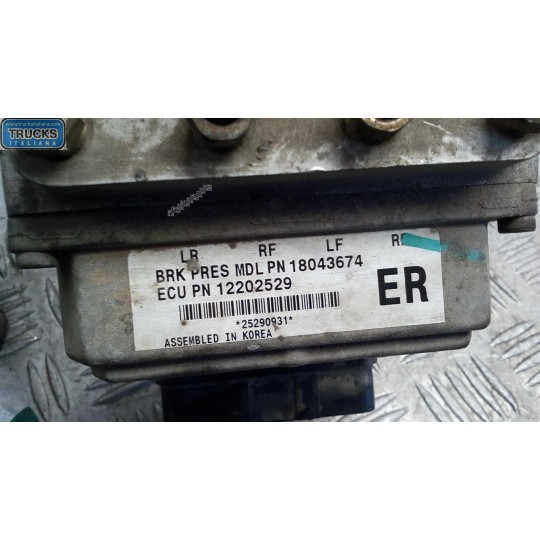 TRUCKS
ITALIANA
LR RF LF R
BRK PRES MDL PN 18043674
ECU PN 12202529
ER
*25290931*
ASSEMBLED IN KOREA